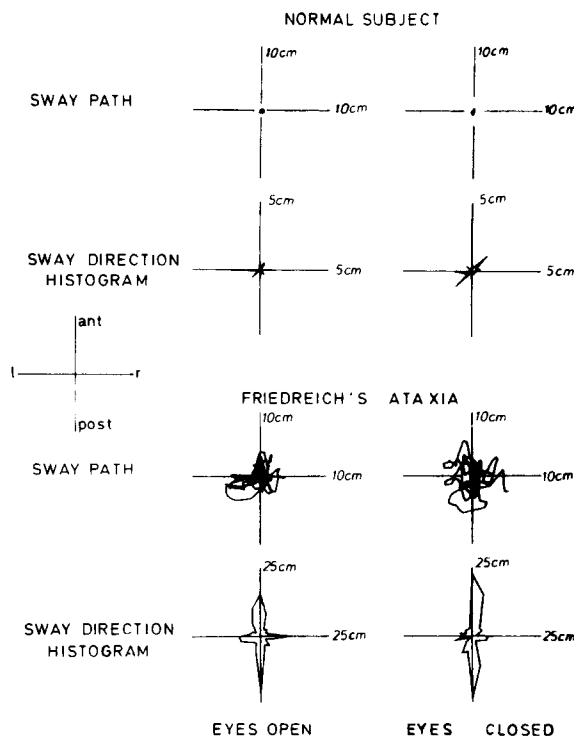 NORMAL SUBJECT
10cm 10cm
SWAY PATH 10cm 10cm
5cm 5cm
SWAY DIRECTION 5cm 5cm
HISTOGRAM
ant
l r
post
FRIEDREICH'S ATAXIA
10cm 10cm
SWAY PATH 10cm 10cm
25cm 25cm
SWAY DIRECTION 25cm 25cm
HISTOGRAM
EYES OPEN EYES CLOSED